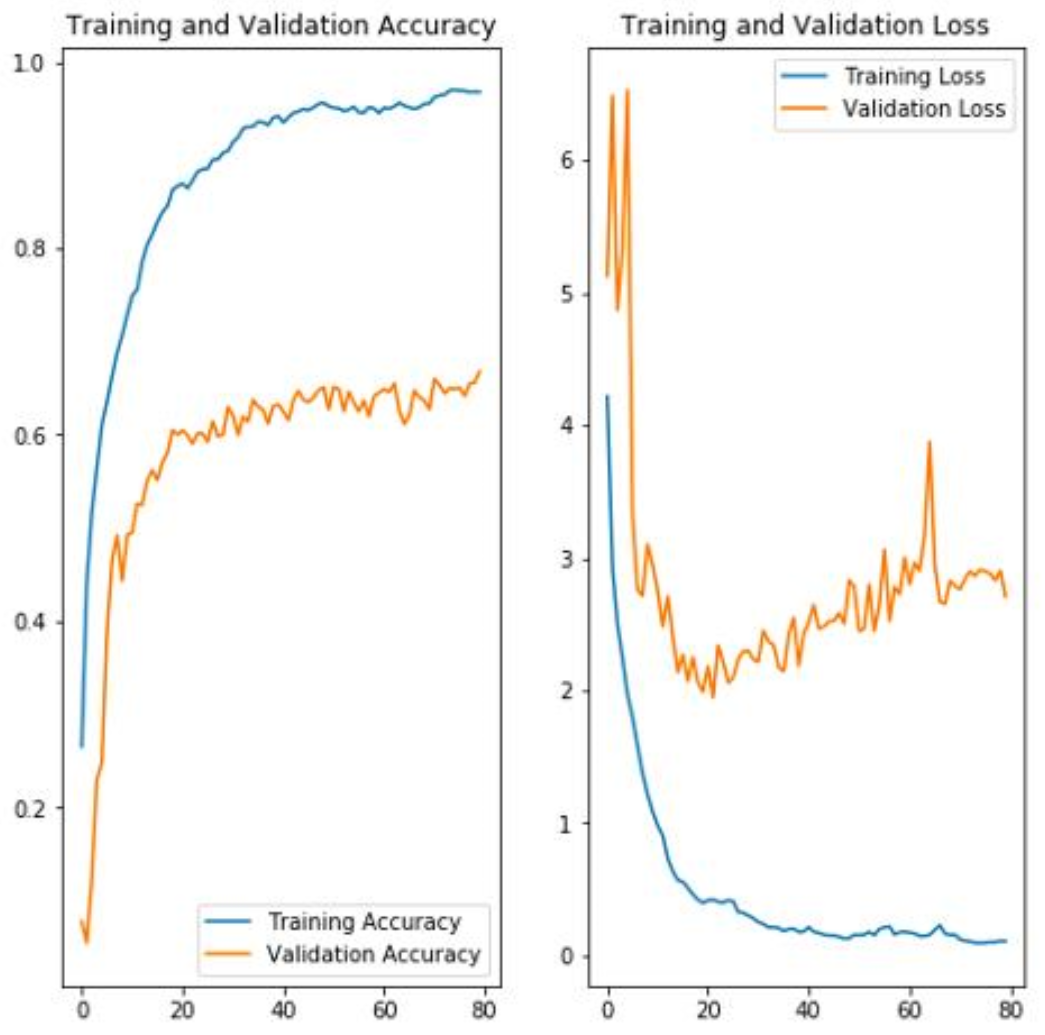 Training and Validation Accuracy
1.0
0.8
0.6
0.4
0.2
Training Accuracy
Validation Accuracy
0 20 40 60 80
Training and Validation Loss
Training Loss
Validation Loss
6
5
4
3
2
1
0
0 20 40 60 80